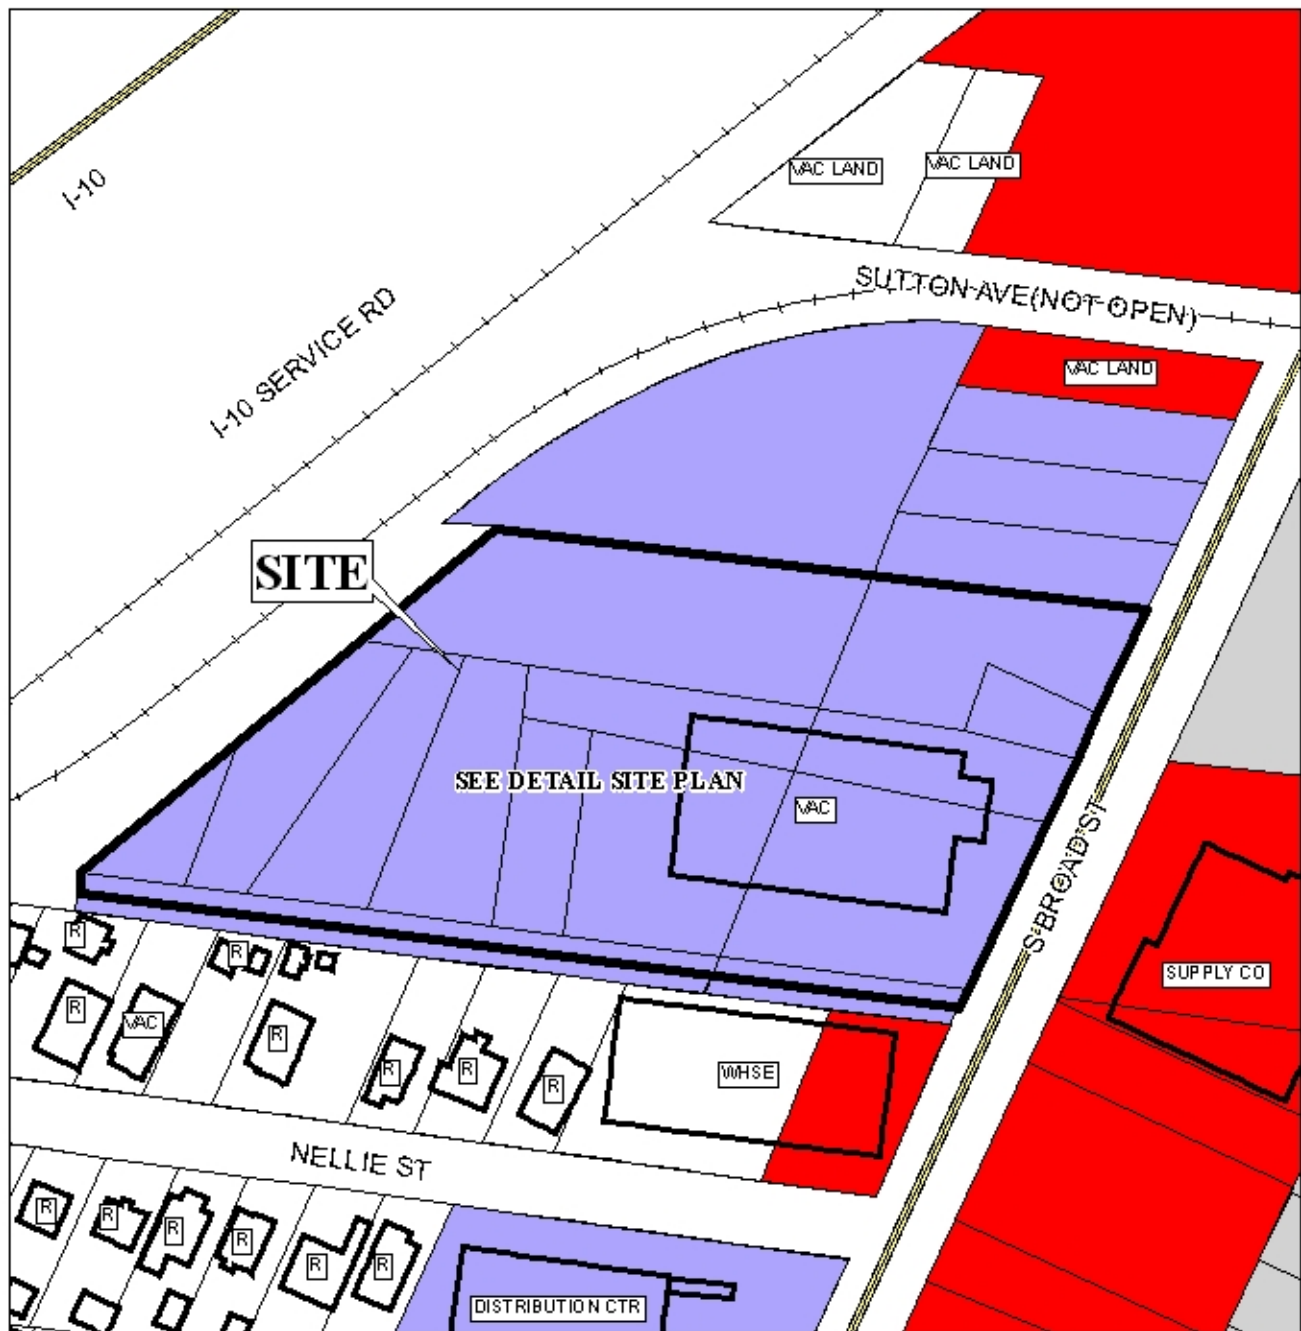 I-10
VAC LAND
VAC LAND
SUTTON AVE(NOT OPEN)
I-10 SERVICE RD
VAC LAND
SITE
SEE DETAIL SITE PLAN
VAC
S BROAD ST
R
R
SUPPLY CO
R
VAC
R
R
R
R
WHSE
NELLIE ST
R
R
R
R
R
R
DISTRIBUTION CTR